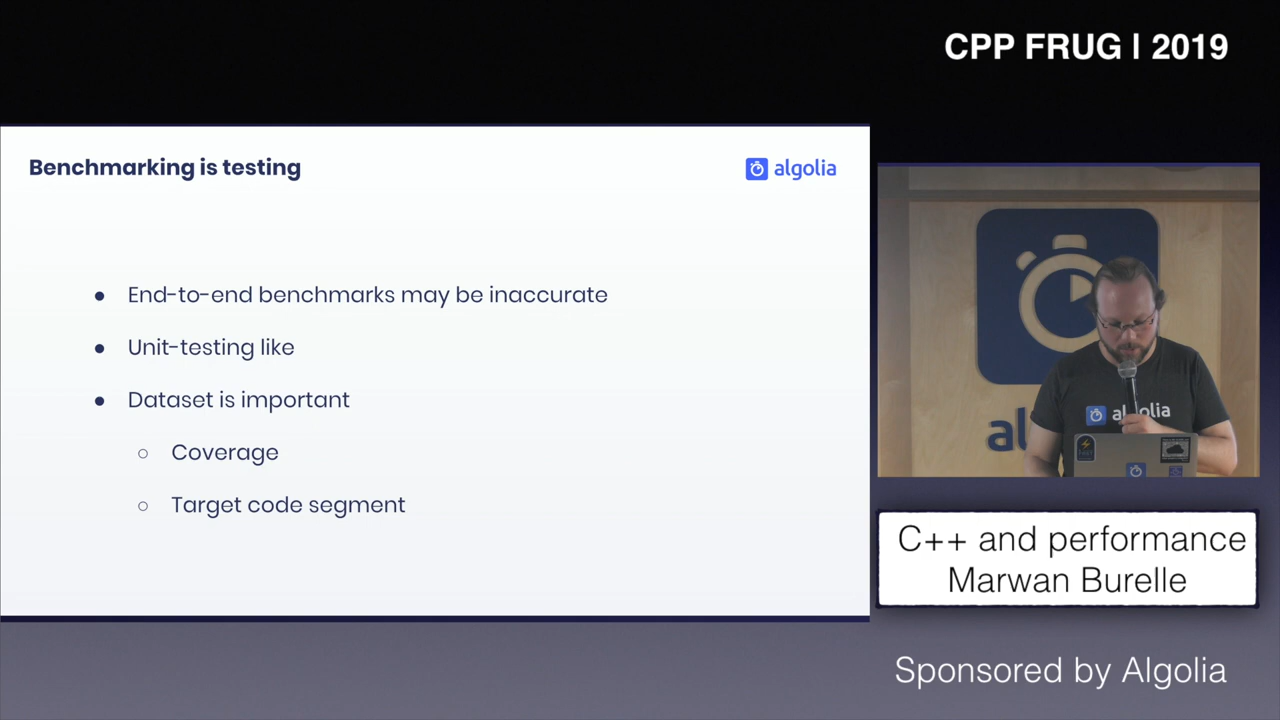 CPP FRUG | 2019
Benchmarking is testing
algolia
● End-to-end benchmarks may be inaccurate
● Unit-testing like
● Dataset is important
○ Coverage
○ Target code segment
al
algolia
C++ and performance
Marwan Burelle
Sponsored by Algolia